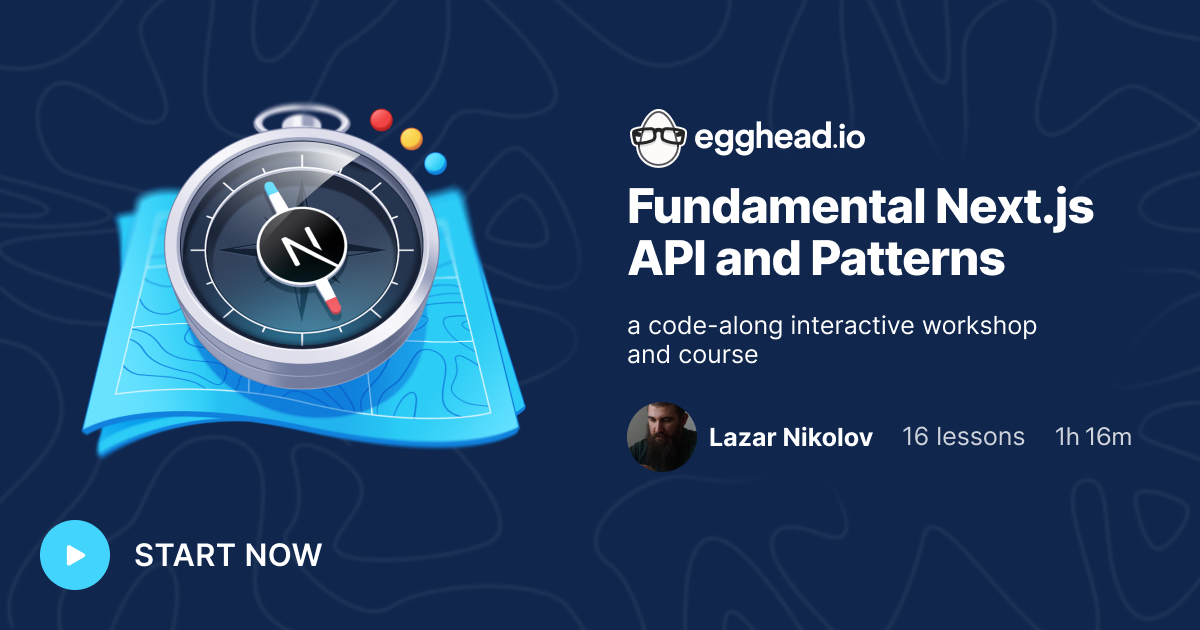 egghead.io
Fundamental Next.js
API and Patterns
a code-along interactive workshop
and course
Lazar Nikolov 16 lessons 1h 16m
N
START NOW